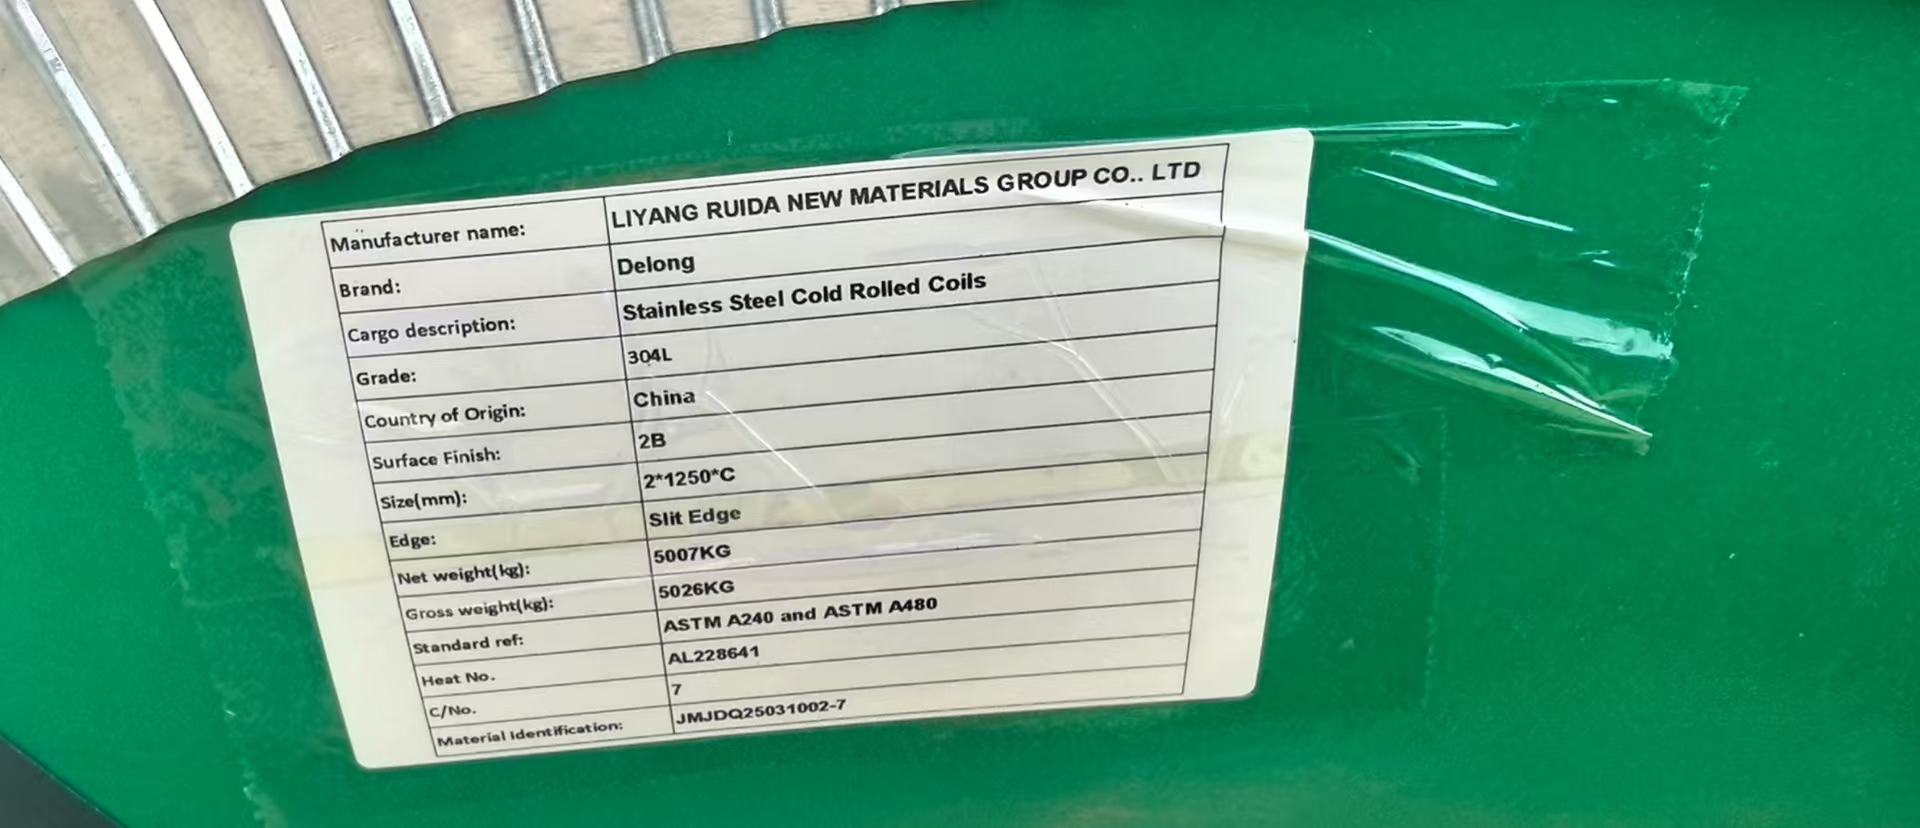 Manufacturer name: LIYANG RUIDA NEW MATERIALS GROUP CO.. LTD
Brand: Delong
Cargo description: Stainless Steel Cold Rolled Coils
Grade: 304L
Country of Origin: China
Surface Finish: 2B
Size(mm): 2*1250*C
Edge: Slit Edge
Net weight(kg): 5007KG
Gross weight(kg): 5026KG
Standard ref: ASTM A240 and ASTM A480
Heat No. AL228641
C/No. 7
Material Identification: JMJDQ25031002-7